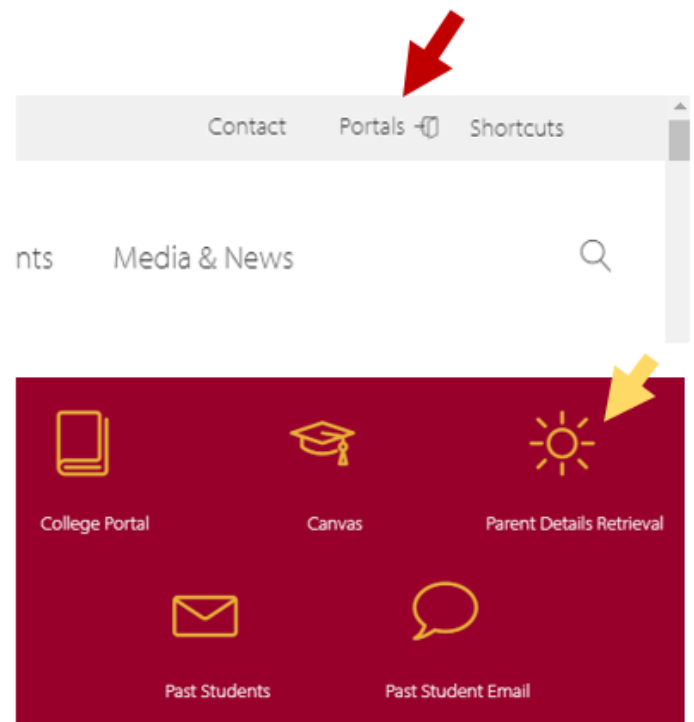 Contact Portals Shortcuts
nts Media & News
College Portal Canvas Parent Details Retrieval
Past Students Past Student Email